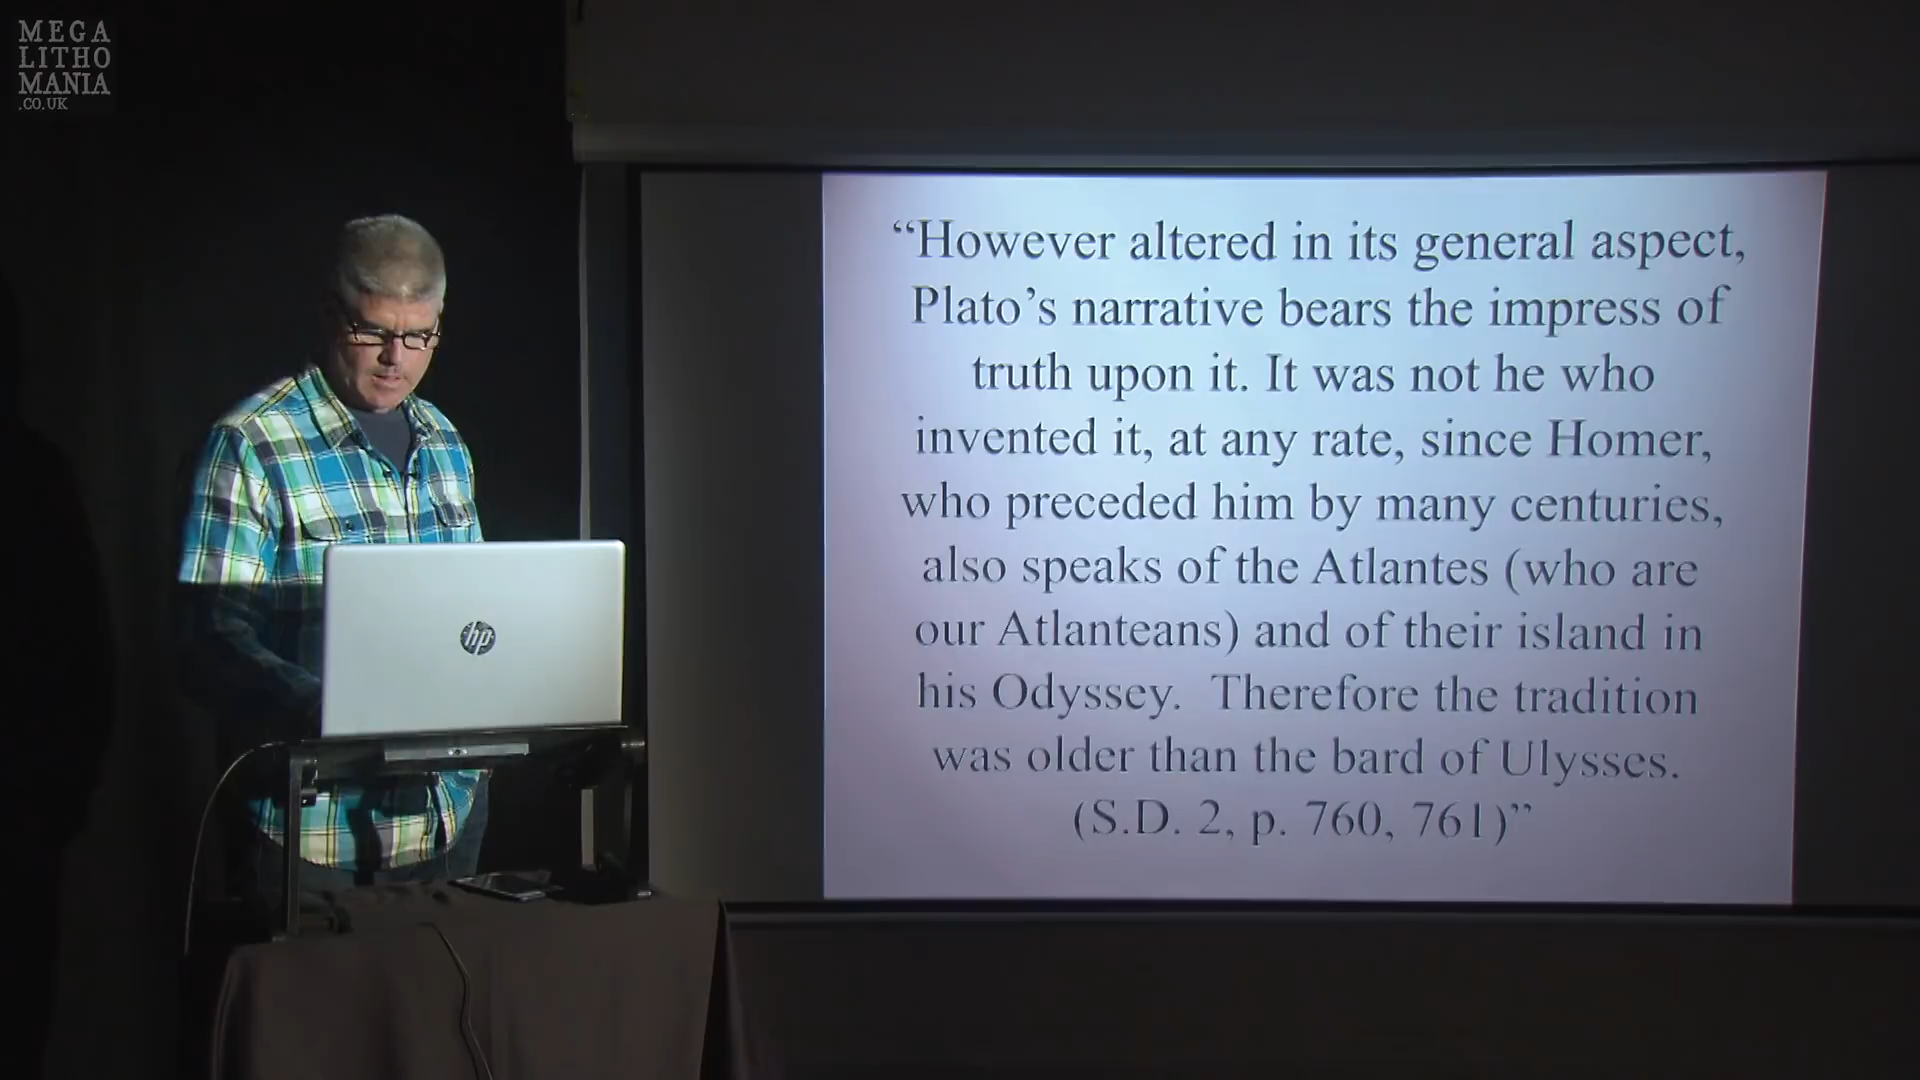 MEGA
LITHO
MANIA
.CO.UK
“However altered in its general aspect,
Plato’s narrative bears the impress of
truth upon it. It was not he who
invented it, at any rate, since Homer,
who preceded him by many centuries,
also speaks of the Atlantes (who are
our Atlanteans) and of their island in
his Odyssey. Therefore the tradition
was older than the bard of Ulysses.
(S.D. 2, p. 760, 761)”
hp